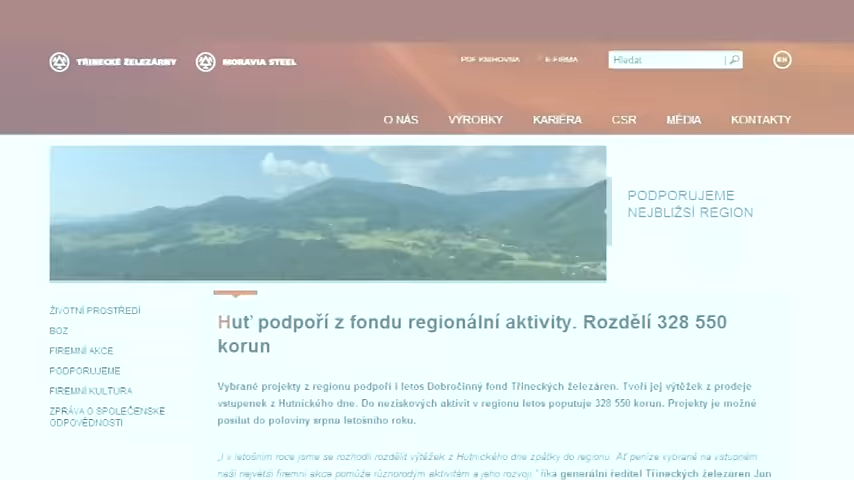 TŘINECKÉ ŽELEZÁRNY MORAVIA STEEL
PDF KNIHOVNA E-FIRMA Hledat EN
O NÁS VÝROBKY KARIÉRA CSR MÉDIA KONTAKTY
PODPORUJEME
NEJBLIŽSÍ REGION
ŽIVOTNÍ PROSTŘEDÍ
BOZ
FIREMNÍ AKCE
PODPORUJEME
FIREMNÍ KULTURA
ZPRÁVA O SPOLEČENSKÉ
ODPOVĚDNOSTI
Huť podpoří z fondu regionální aktivity. Rozdělí 328 550
korun
Vybrané projekty z regionu podpoří i letos Dobročinný fond Třineckých železáren. Tvoří jej výtěžek z prodeje
vstupenek z Hutnického dne. Do neziskových aktivit v regionu letos poputuje 328 550 korun. Projekty je možné
posílat do poloviny srpna letošního roku.
„I v letošním roce jsme se rozhodli rozdělit výtěžek z Hutnického dne zpátky do regionu. Ať peníze vybrané na vstupném
naší největší firemní akce pomůže různorodým aktivitém a jeho rozvoji," říká generální ředitel Třineckých železáren Jan